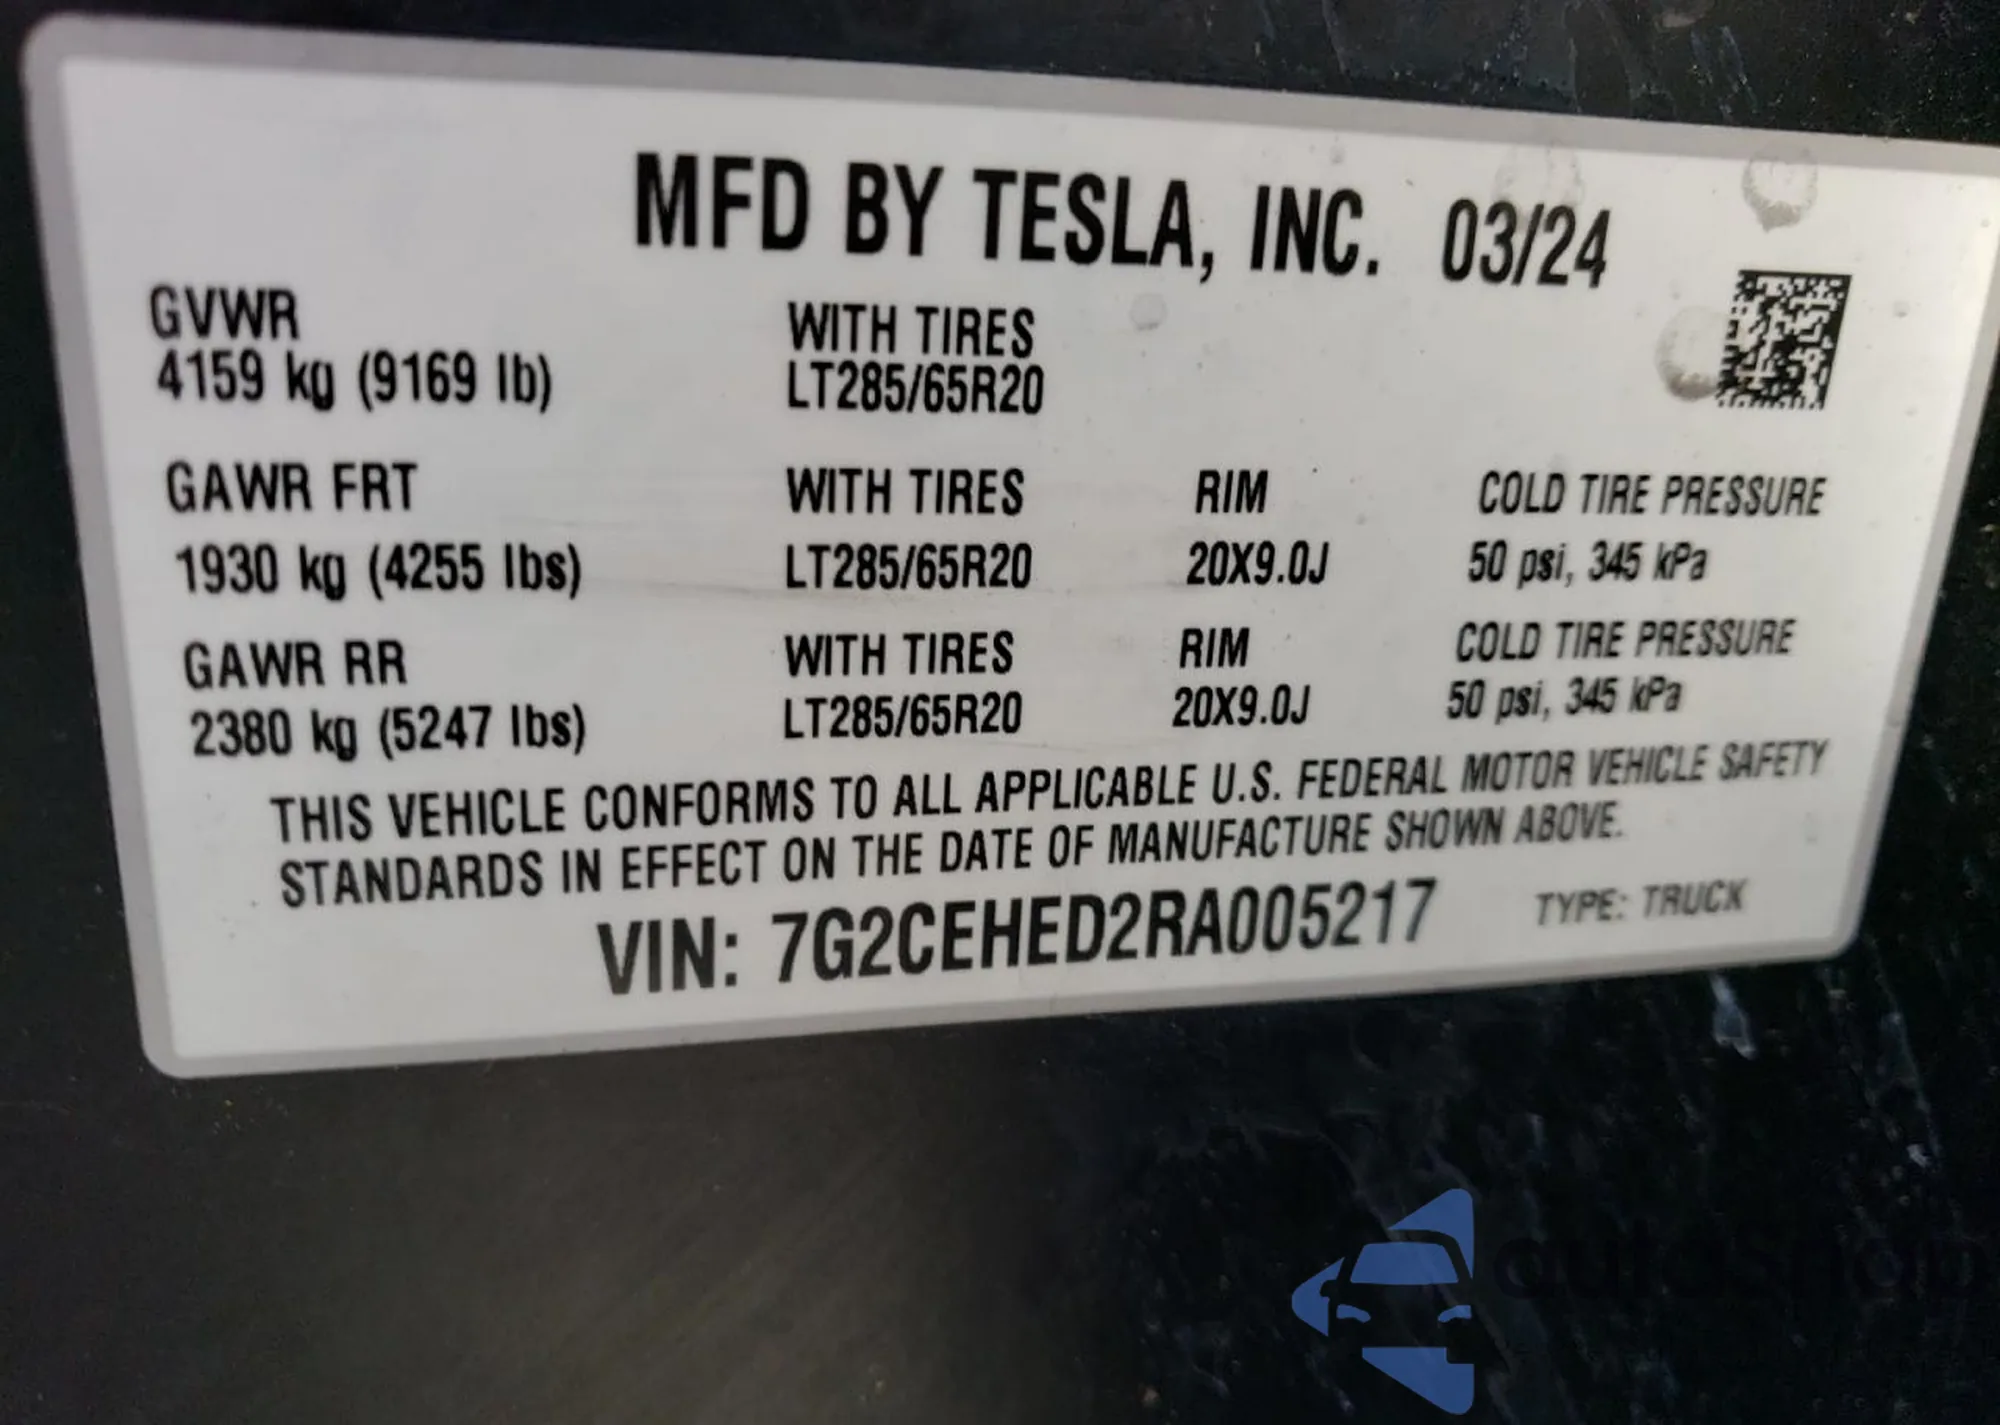 MFD BY TESLA, INC. 03/24
GVWR WITH TIRES
4159 kg (9169 lb) LT285/65R20
GAWR FRT WITH TIRES RIM COLD TIRE PRESSURE
1930 kg (4255 lbs) LT285/65R20 20X9.0J 50 psi, 345 kPa
GAWR RR WITH TIRES RIM COLD TIRE PRESSURE
2380 kg (5247 lbs) LT285/65R20 20X9.0J 50 psi, 345 kPa
THIS VEHICLE CONFORMS TO ALL APPLICABLE U.S. FEDERAL MOTOR VEHICLE SAFETY
STANDARDS IN EFFECT ON THE DATE OF MANUFACTURE SHOWN ABOVE.
VIN: 7G2CEHED2RA005217 TYPE: TRUCK